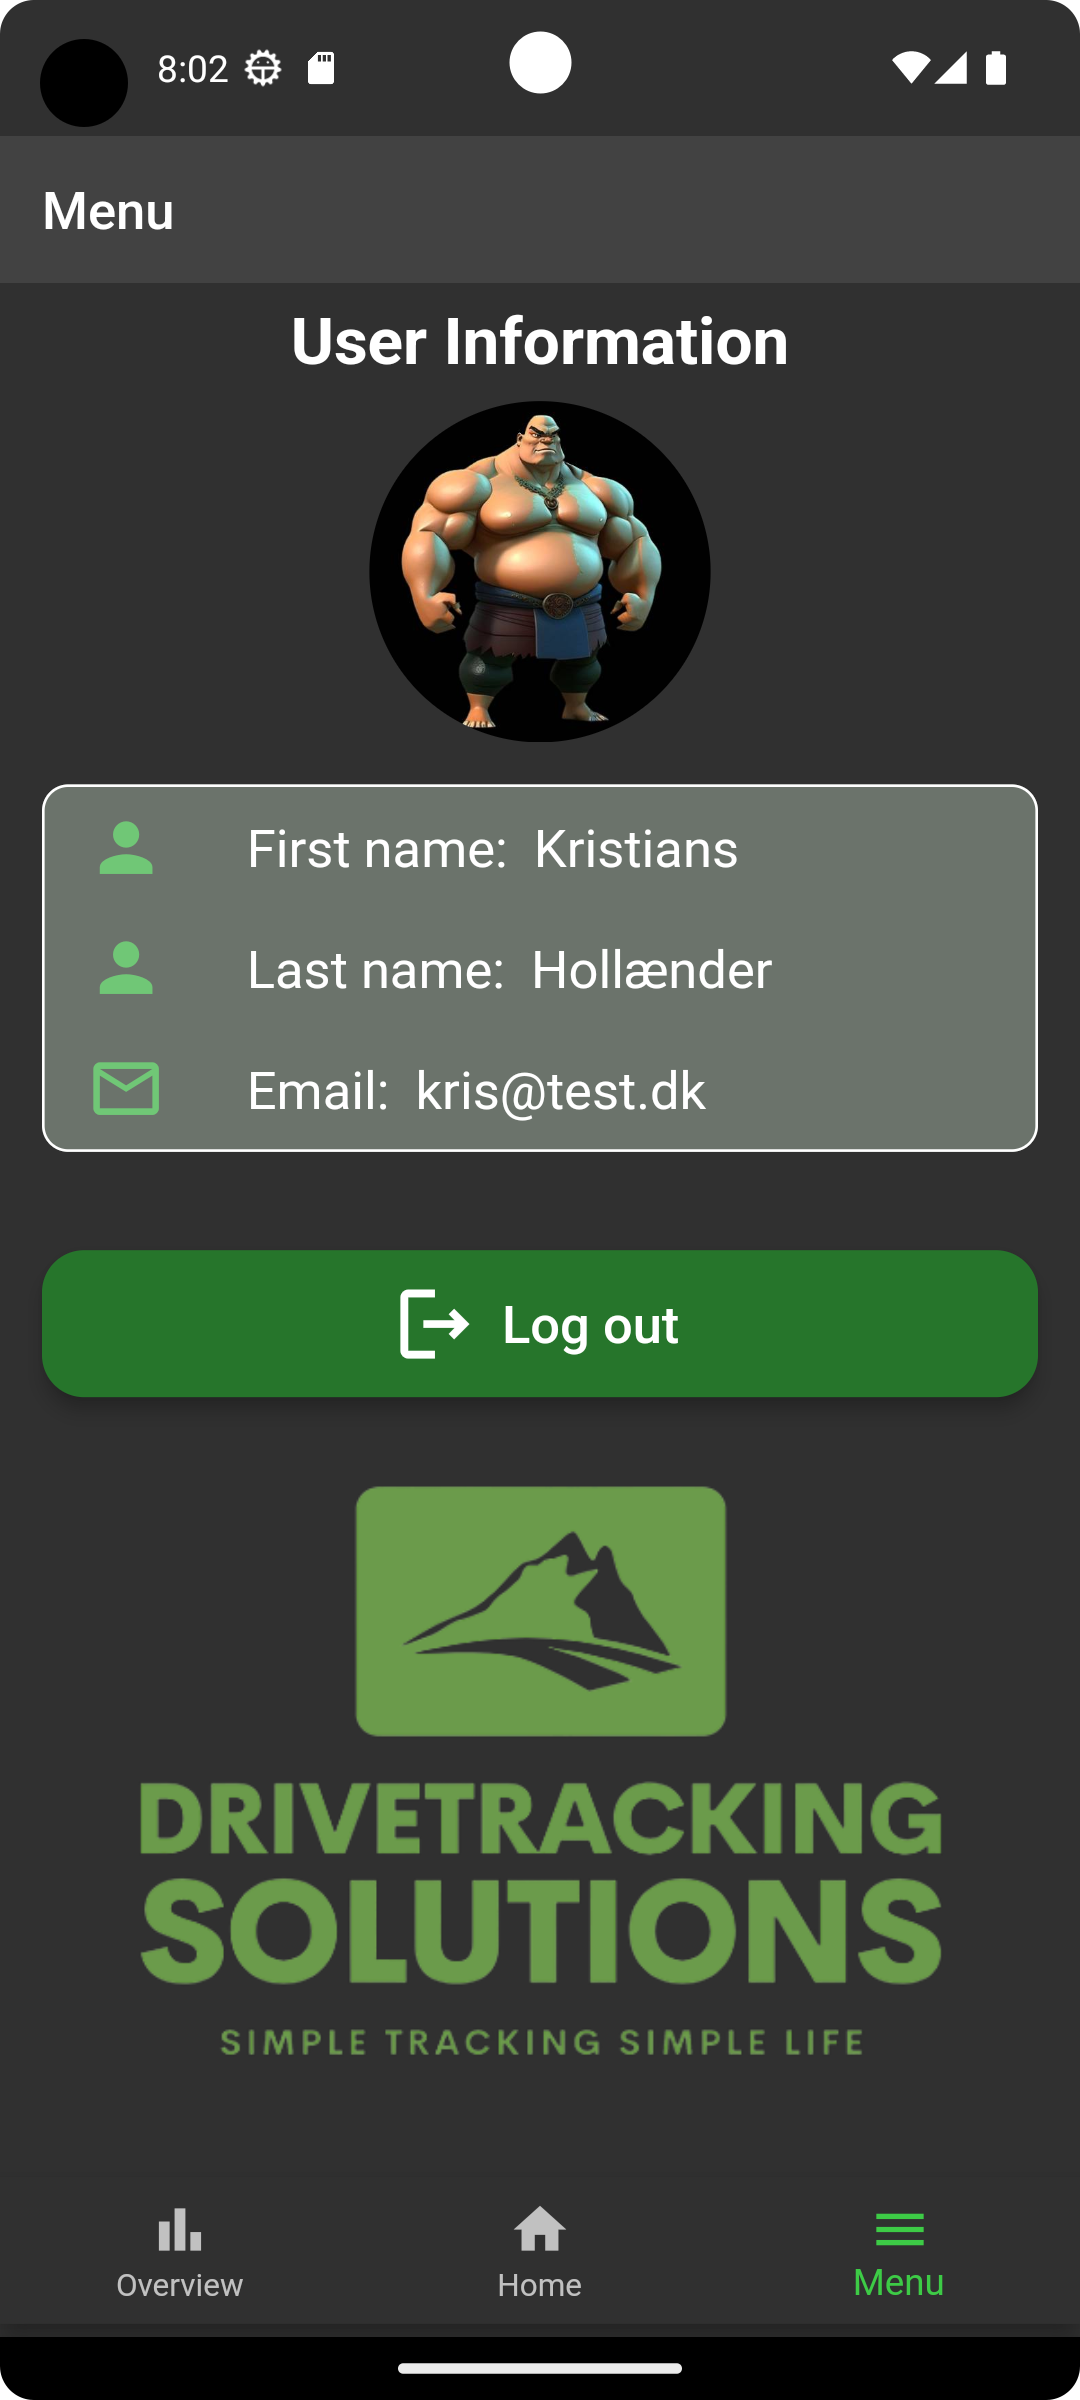 8:02
Menu
User Information
First name: Kristians
Last name: Hollænder
Email: kris@test.dk
Log out
DRIVETRACKING
SOLUTIONS
SIMPLE TRACKING SIMPLE LIFE
Overview Home Menu